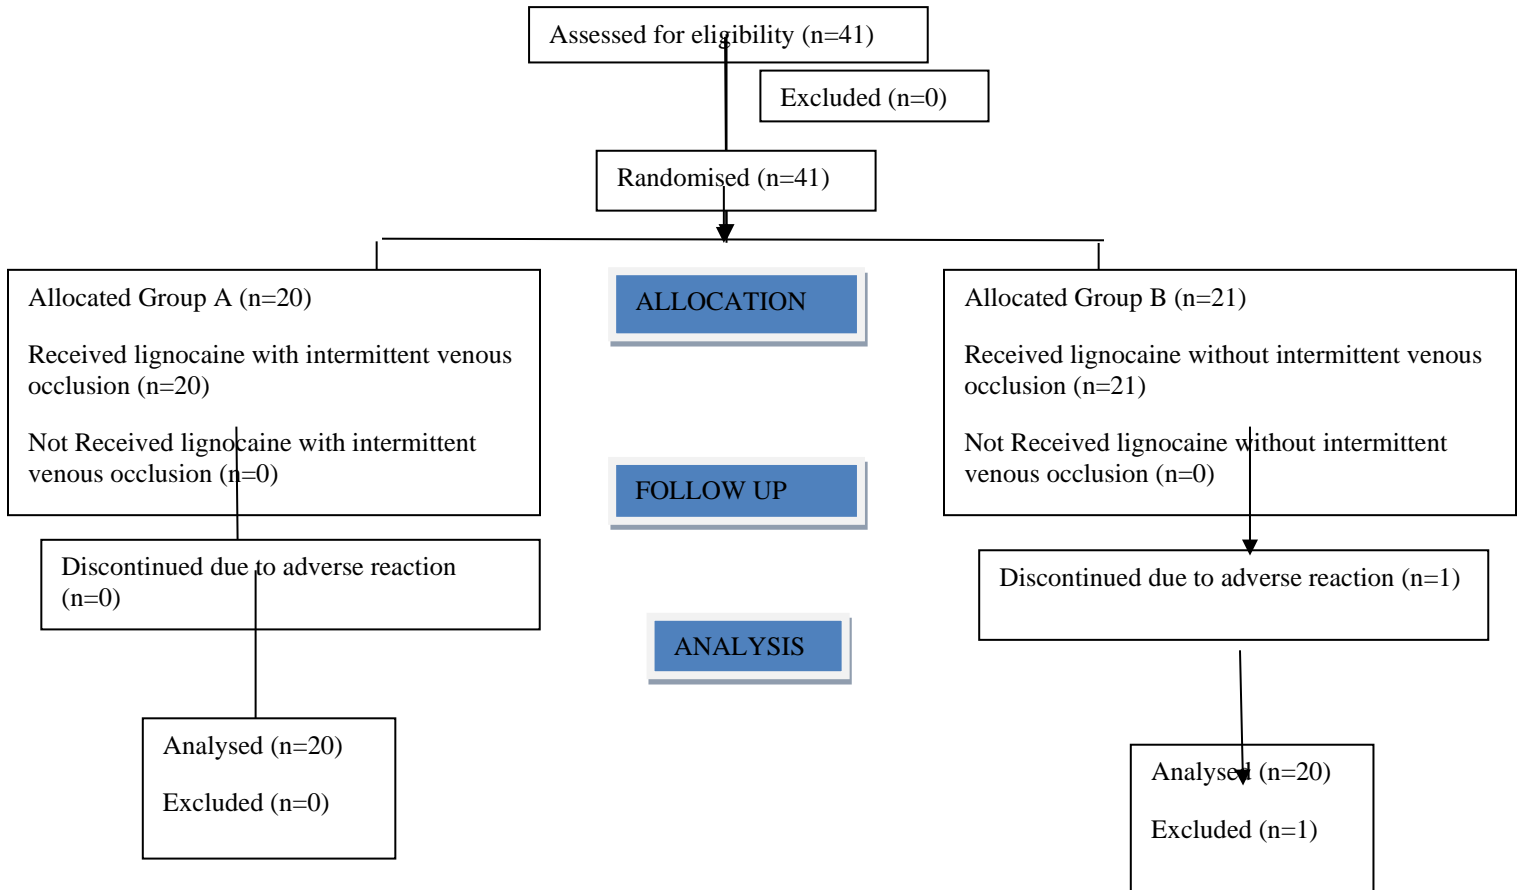 Assessed for eligibility (n=41)
Excluded (n=0)
Randomised (n=41)
Allocated Group A (n=20)
Received lignocaine with intermittent venous
occlusion (n=20)
Not Received lignocaine with intermittent
venous occlusion (n=0)
ALLOCATION
Allocated Group B (n=21)
Received lignocaine without intermittent venous
occlusion (n=21)
Not Received lignocaine without intermittent
venous occlusion (n=0)
FOLLOW UP
Discontinued due to adverse reaction
(n=0)
Discontinued due to adverse reaction (n=1)
ANALYSIS
Analysed (n=20)
Excluded (n=0)
Analysed (n=20)
Excluded (n=1)